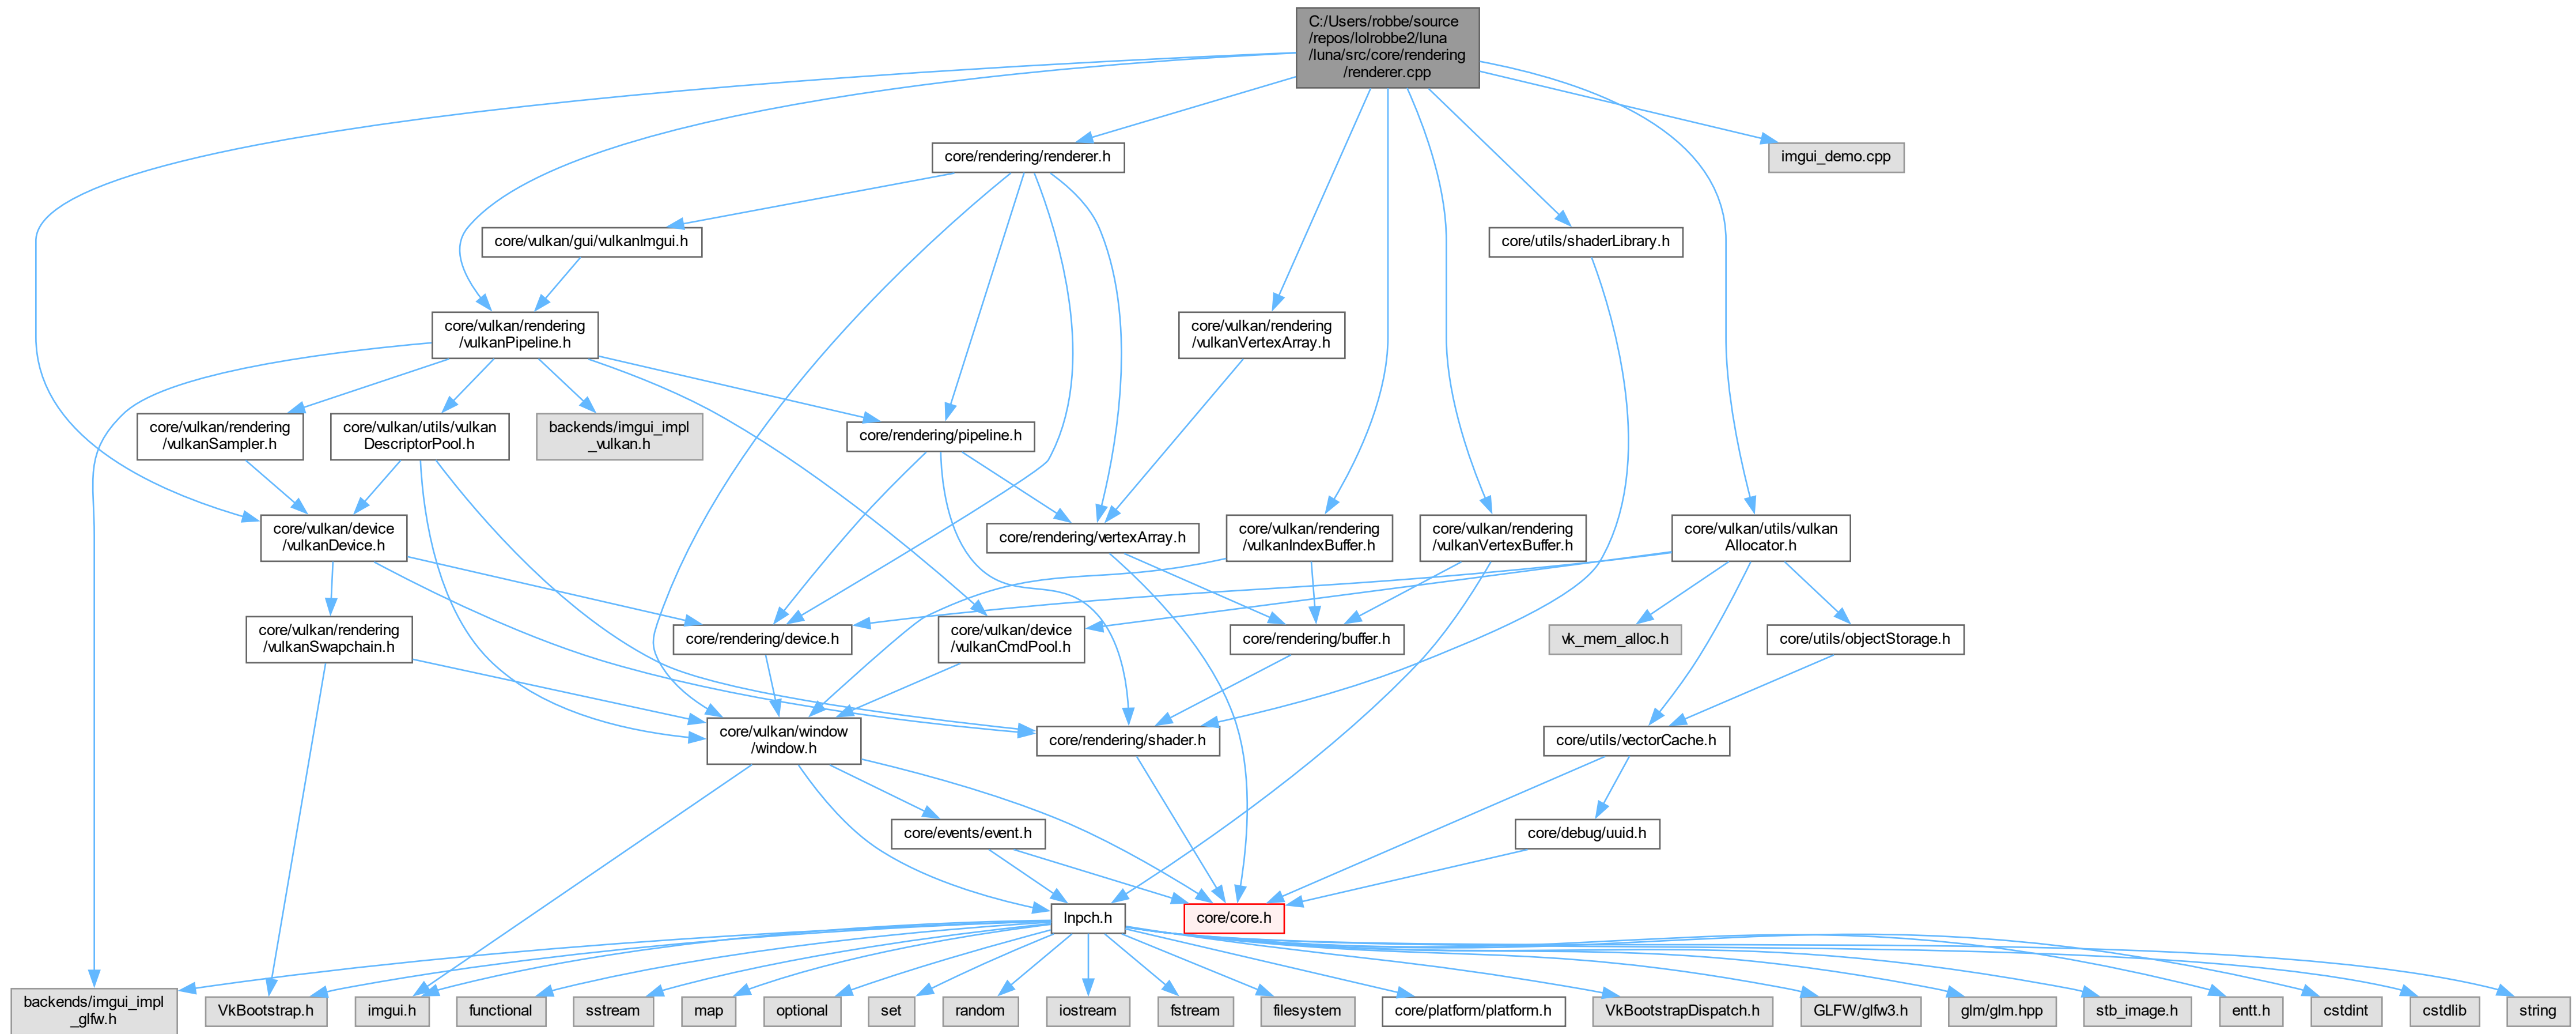 C:/Users/robbe/source
/repos/lolrobbe2/luna
/luna/src/core/rendering
/renderer.cpp
core/rendering/renderer.h
imgui_demo.cpp
core/vulkan/gui/vulkanImgui.h
core/utils/shaderLibrary.h
core/vulkan/rendering
/vulkanPipeline.h
core/vulkan/rendering
/vulkanVertexArray.h
core/vulkan/rendering
/vulkanSampler.h
core/vulkan/utils/vulkan
DescriptorPool.h
backends/imgui_impl
_vulkan.h
core/rendering/pipeline.h
core/vulkan/device
/vulkanDevice.h
core/rendering/vertexArray.h
core/vulkan/rendering
/vulkanIndexBuffer.h
core/vulkan/rendering
/vulkanVertexBuffer.h
core/vulkan/utils/vulkan
Allocator.h
core/vulkan/rendering
/vulkanSwapchain.h
core/rendering/device.h
core/vulkan/device
/vulkanCmdPool.h
core/rendering/buffer.h
vk_mem_alloc.h
core/utils/objectStorage.h
core/vulkan/window
/window.h
core/rendering/shader.h
core/utils/vectorCache.h
core/events/event.h
core/debug/uuid.h
lnpch.h
core/core.h
backends/imgui_impl
_glfw.h
VkBootstrap.h
imgui.h
functional
sstream
map
optional
set
random
iostream
fstream
filesystem
core/platform/platform.h
VkBootstrapDispatch.h
GLFW/glfw3.h
glm/glm.hpp
stb_image.h
entt.h
cstdint
cstdlib
string